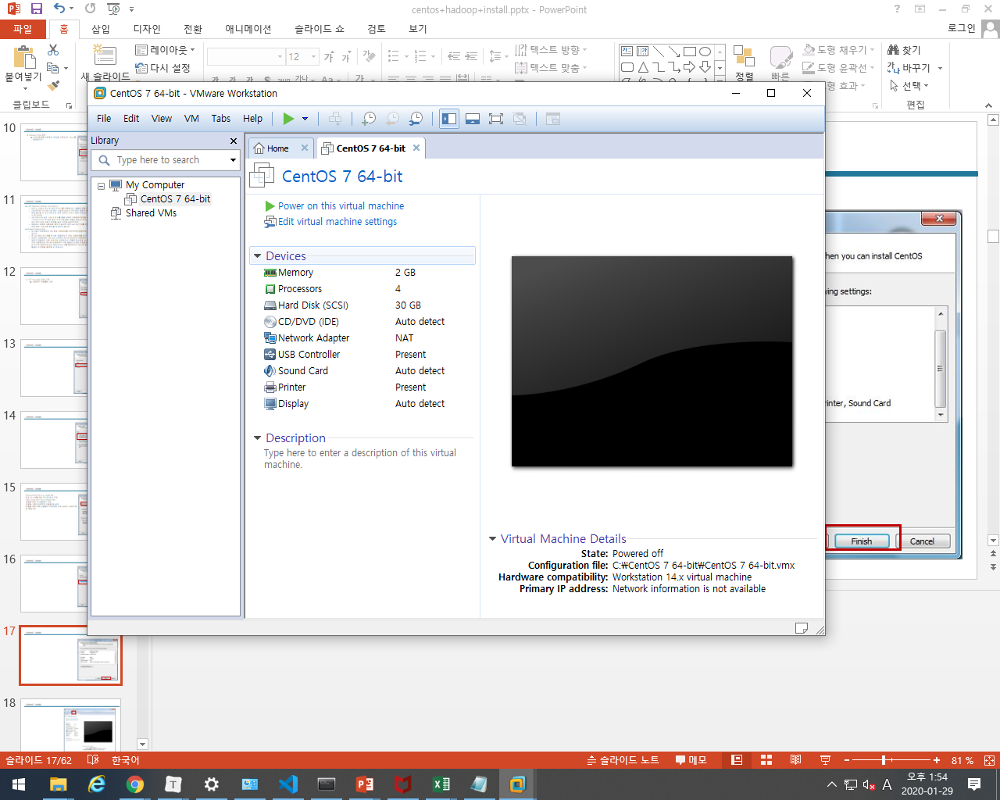 centos+hadoop+install.pptx - PowerPoint
파일
홈
삽입
디자인
전환
애니메이션
슬라이드 쇼
검토
보기
로그인
붙여넣기
새 슬라이드
레이아웃
다시 설정
12
텍스트 방향
텍스트 맞춤
정렬
빠른
도형 채우기
도형 윤곽선
도형 효과
찾기
바꾸기
선택
클립보드
편집
CentOS 7 64-bit - VMware Workstation
File Edit View VM Tabs Help
Library
Type here to search
My Computer
CentOS 7 64-bit
Shared VMs
Home
CentOS 7 64-bit
CentOS 7 64-bit
Power on this virtual machine
Edit virtual machine settings
Devices
Memory 2 GB
Processors 4
Hard Disk (SCSI) 30 GB
CD/DVD (IDE) Auto detect
Network Adapter NAT
USB Controller Present
Sound Card Auto detect
Printer Present
Display Auto detect
Description
Type here to enter a description of this virtual
machine.
Virtual Machine Details
State: Powered off
Configuration file: C:₩CentOS 7 64-bit₩CentOS 7 64-bit.vmx
Hardware compatibility: Workstation 14.x virtual machine
Primary IP address: Network information is not available
hen you can install CentOS
ving settings:
rinter, Sound Card
Finish
Cancel
10
11
12
13
14
15
16
17
18
슬라이드 17/62
한국어
슬라이드 노트
메모
81 %
오후 1:54
2020-01-29